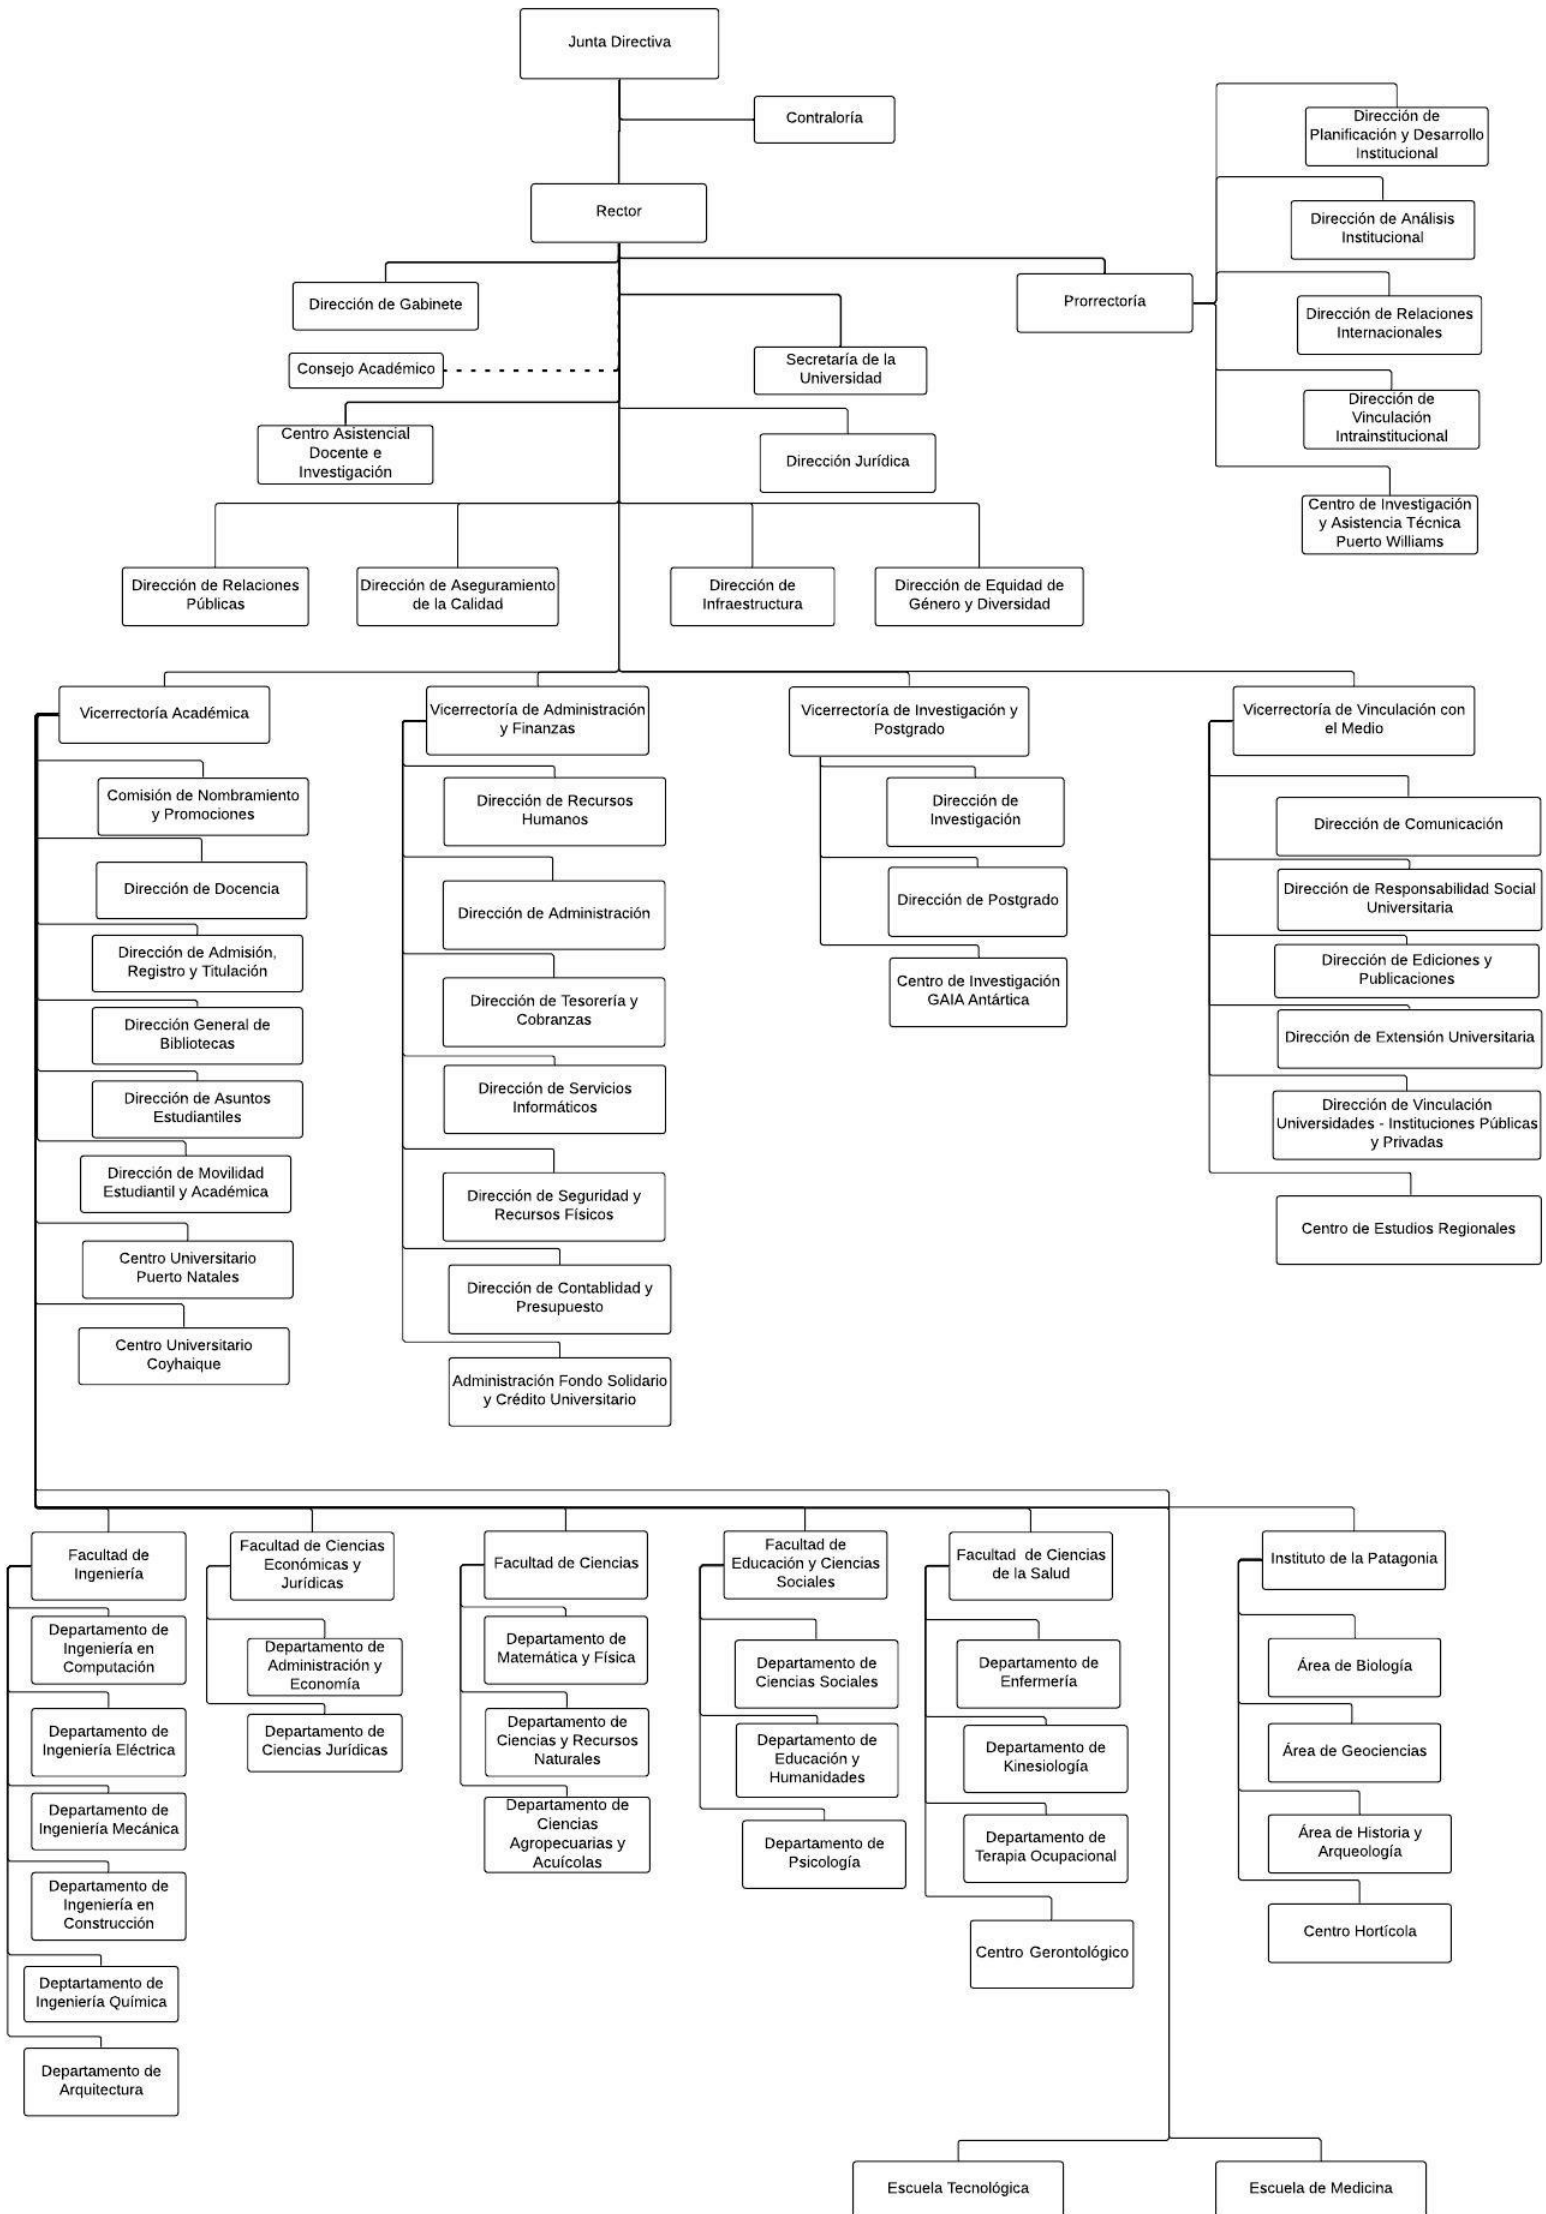 Junta Directiva
Contraloría
Rector
Dirección de
Planificación y Desarrollo
Institucional
Dirección de Análisis
Institucional
Dirección de Relaciones
Internacionales
Dirección de
Vinculación
Intrainstitucional
Centro de Investigación
y Asistencia Técnica
Puerto Williams
Prorrectoría
Dirección de Gabinete
Consejo Académico
Secretaría de la
Universidad
Centro Asistencial
Docente e
Investigación
Dirección Jurídica
Dirección de Relaciones
Públicas
Dirección de Aseguramiento
de la Calidad
Dirección de
Infraestructura
Dirección de Equidad de
Género y Diversidad
Vicerrectoría Académica
Comisión de Nombramiento
y Promociones
Dirección de Docencia
Dirección de Admisión,
Registro y Titulación
Dirección General de
Bibliotecas
Dirección de Asuntos
Estudiantiles
Dirección de Movilidad
Estudiantil y Académica
Centro Universitario
Puerto Natales
Centro Universitario
Coyhaique
Vicerrectoría de Administración
y Finanzas
Dirección de Recursos
Humanos
Dirección de Administración
Dirección de Tesorería y
Cobranzas
Dirección de Servicios
Informáticos
Dirección de Seguridad y
Recursos Físicos
Dirección de Contablidad y
Presupuesto
Administración Fondo Solidario
y Crédito Universitario
Vicerrectoría de Investigación y
Postgrado
Dirección de
Investigación
Dirección de Postgrado
Centro de Investigación
GAIA Antártica
Vicerrectoría de Vinculación con
el Medio
Dirección de Comunicación
Dirección de Responsabilidad Social
Universitaria
Dirección de Ediciones y
Publicaciones
Dirección de Extensión Universitaria
Dirección de Vinculación
Universidades - Instituciones Públicas
y Privadas
Centro de Estudios Regionales
Facultad de
Ingeniería
Departamento de
Ingeniería en
Computación
Departamento de
Ingeniería Eléctrica
Departamento de
Ingeniería Mecánica
Departamento de
Ingeniería en
Construcción
Deptartamento de
Ingeniería Química
Departamento de
Arquitectura
Facultad de Ciencias
Económicas y
Jurídicas
Departamento de
Administración y
Economía
Departamento de
Ciencias Jurídicas
Facultad de Ciencias
Departamento de
Matemática y Física
Departamento de
Ciencias y Recursos
Naturales
Departamento de
Ciencias
Agropecuarias y
Acuícolas
Facultad de
Educación y Ciencias
Sociales
Departamento de
Ciencias Sociales
Departamento de
Educación y
Humanidades
Departamento de
Psicología
Facultad de Ciencias
de la Salud
Departamento de
Enfermería
Departamento de
Kinesiología
Departamento de
Terapia Ocupacional
Centro Gerontológico
Instituto de la Patagonia
Área de Biología
Área de Geociencias
Área de Historia y
Arqueología
Centro Hortícola
Escuela Tecnológica
Escuela de Medicina